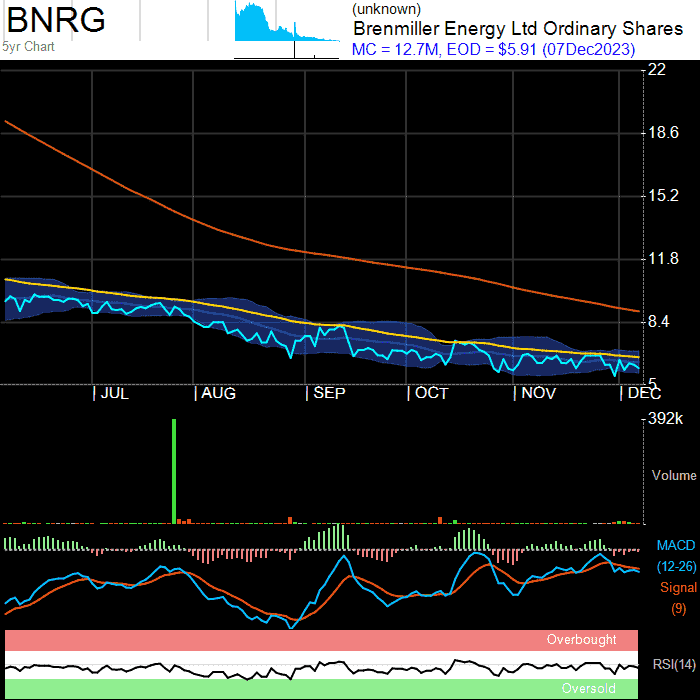 BNRG
5yr Chart
(unknown)
Brenmiller Energy Ltd Ordinary Shares
MC = 12.7M, EOD = $5.91 (07Dec2023)
22
18.6
15.2
11.8
8.4
5
| JUL | AUG | SEP | OCT | NOV | DEC
392k
Volume
MACD
(12-26)
Signal
(9)
Overbought
RSI(14)
Oversold